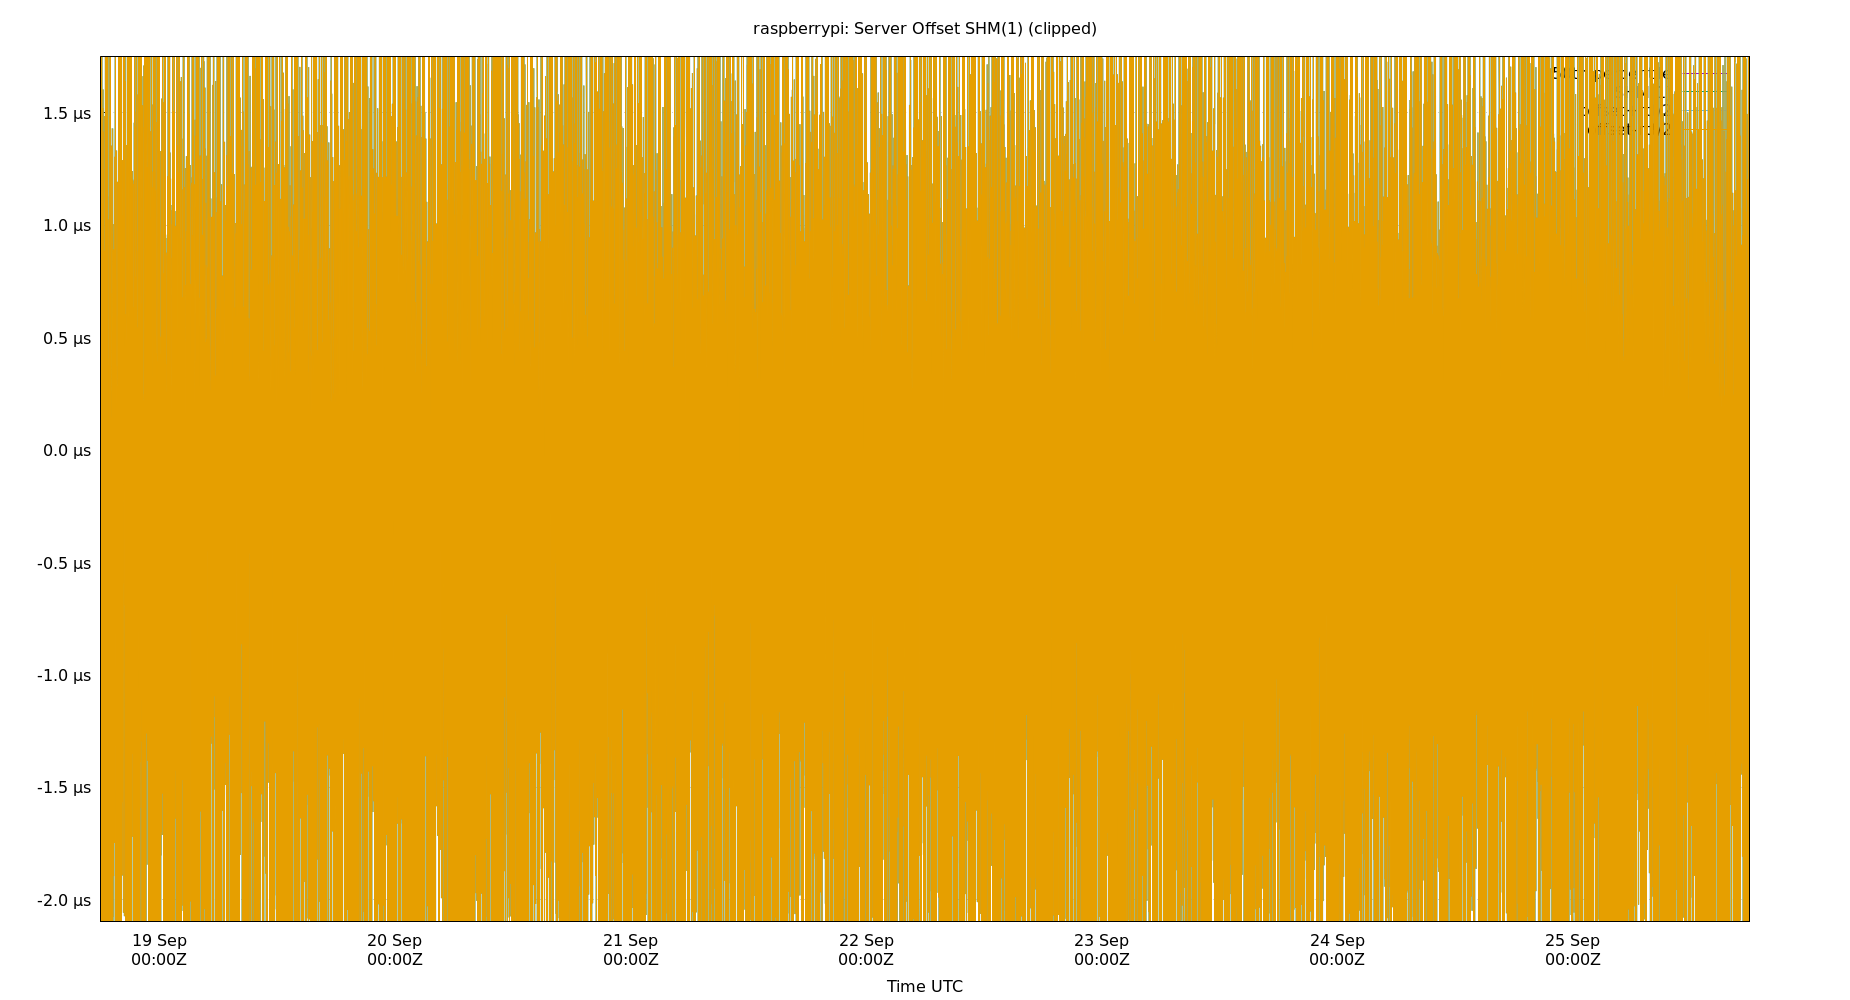 raspberrypi: Server Offset SHM(1) (clipped)
1.5 µs
1.0 µs
0.5 µs
0.0 µs
-0.5 µs
-1.0 µs
-1.5 µs
-2.0 µs
19 Sep 20 Sep 21 Sep 22 Sep 23 Sep 24 Sep 25 Sep
00:00Z 00:00Z 00:00Z 00:00Z 00:00Z 00:00Z 00:00Z
Time UTC